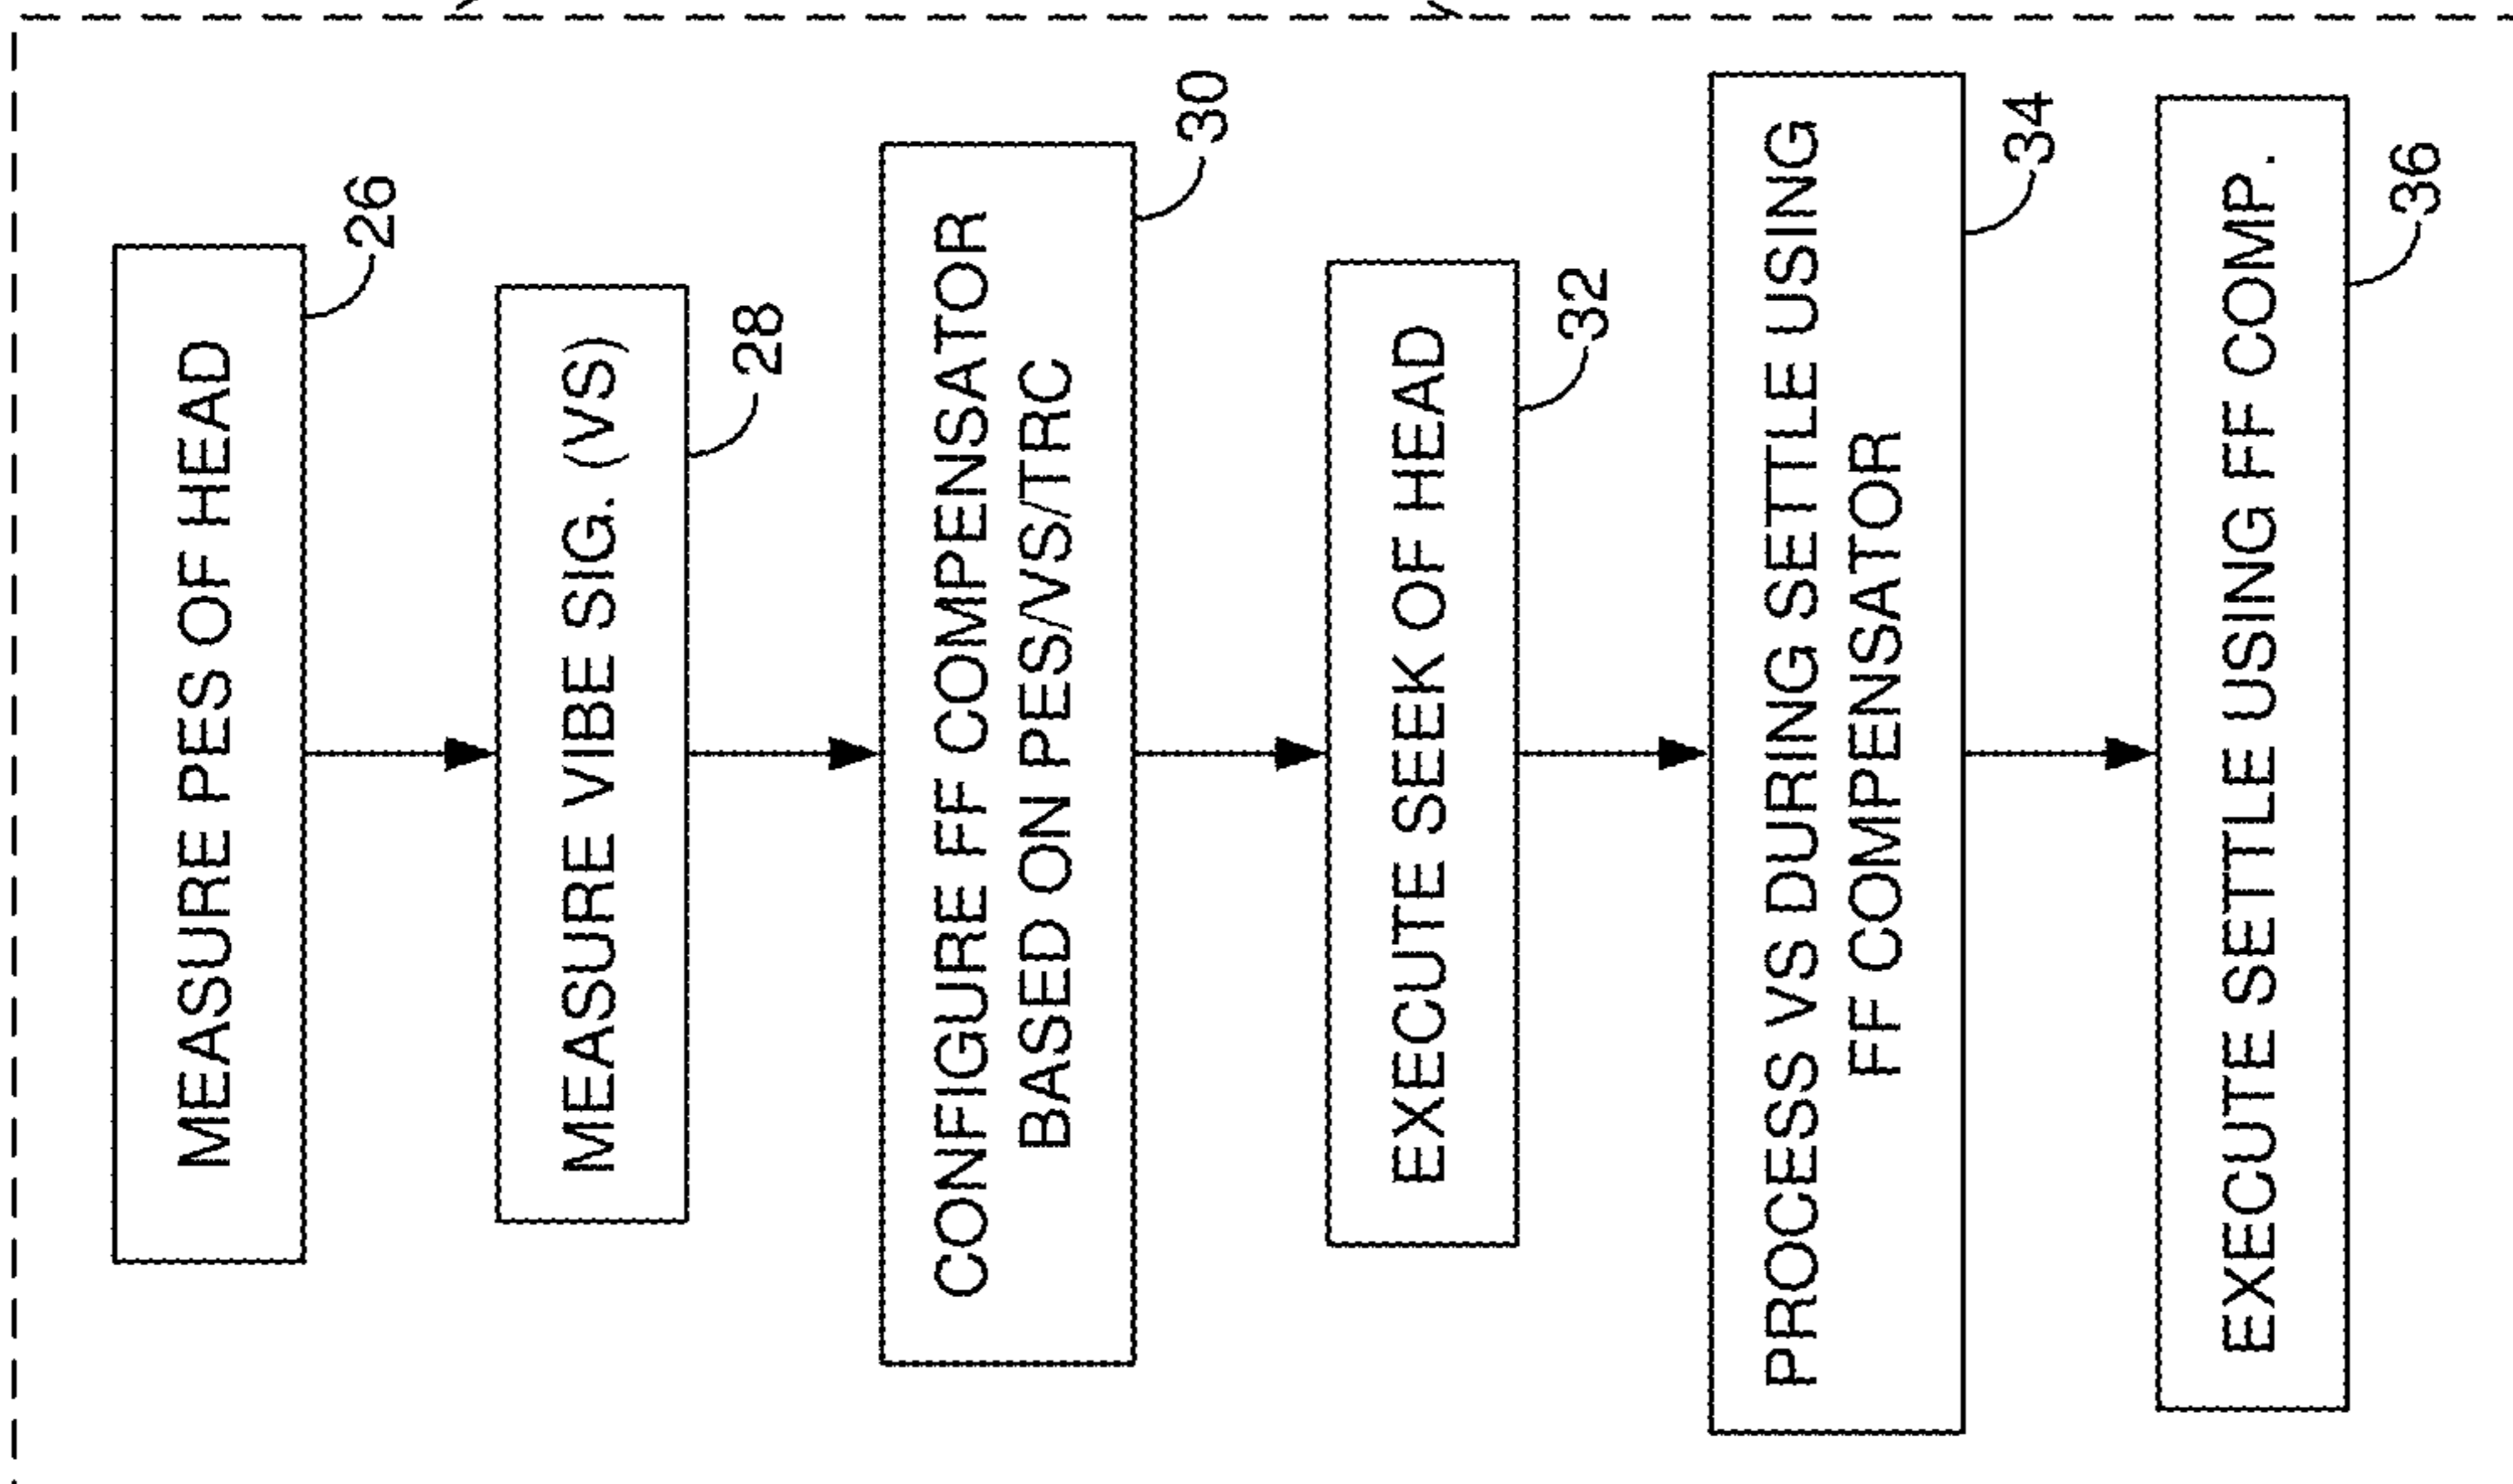 MEASURE PES OF HEAD
26
MEASURE VIBE SIG. (VS)
28
CONFIGURE FF COMPENSATOR
BASED ON PES/VS/TRC
30
EXECUTE SEEK OF HEAD
32
PROCESS VS DURING SETTLE USING
FF COMPENSATOR
34
EXECUTE SETTLE USING FF COMP.
36